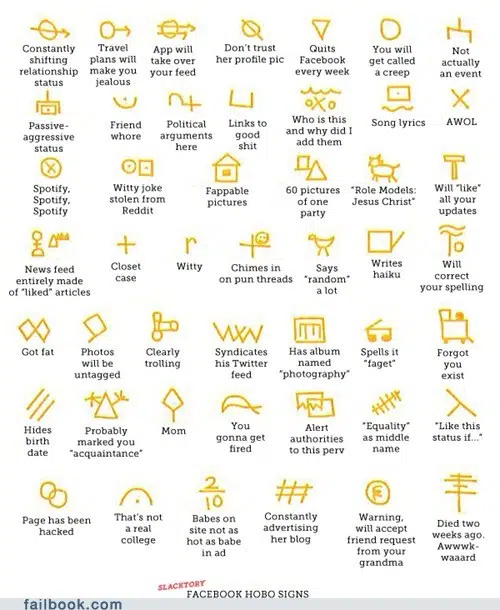 Constantly
shifting
relationship
status
Travel
plans will
make you
jealous
App will
take over
your feed
Don't trust
her profile pic
Quits
Facebook
every week
You will
get called
a creep
Not
actually
an event
Passive-
aggressive
status
Friend
whore
Political
arguments
here
Links to
good
shit
Who is this
and why did I
add them
Song lyrics
AWOL
Spotify,
Spotify,
Spotify
Witty joke
stolen from
Reddit
Fappable
pictures
60 pictures
of one
party
"Role Models:
Jesus Christ"
Will "like"
all your
updates
News feed
entirely made
of "liked" articles
Closet
case
r
Witty
Chimes in
on pun threads
Says
"random"
a lot
Writes
haiku
Will
correct
your spelling
Got fat
Photos
will be
untagged
Clearly
trolling
Syndicates
his Twitter
feed
Has album
named
"photography"
Spells it
"faget"
Forgot
you
exist
Hides
birth
date
Probably
marked you
"acquaintance"
Mom
You
gonna get
fired
Alert
authorities
to this perv
"Equality"
as middle
name
"Like this
status if..."
Page has been
hacked
That's not a
real
college
2
10
Babes on
site not as
hot as babe
in ad
Constantly
advertising
her blog
Warning,
will accept
friend request
from your
grandma
Died two
weeks ago.
Awwwk-
waaard
SLACKTORY
FACEBOOK HOBO SIGNS
failbook.com